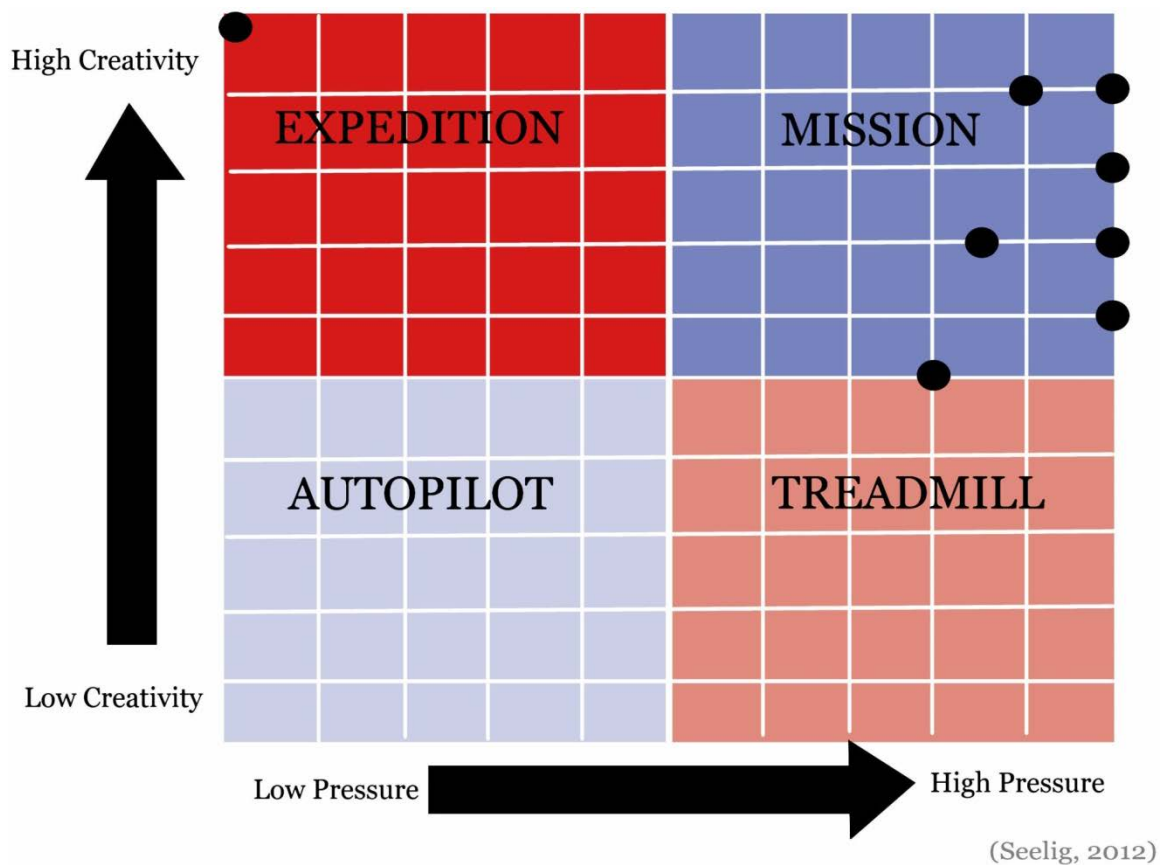 High Creativity
EXPEDITION
MISSION
AUTOPILOT
TREADMILL
Low Creativity
Low Pressure
High Pressure
(Seelig, 2012)